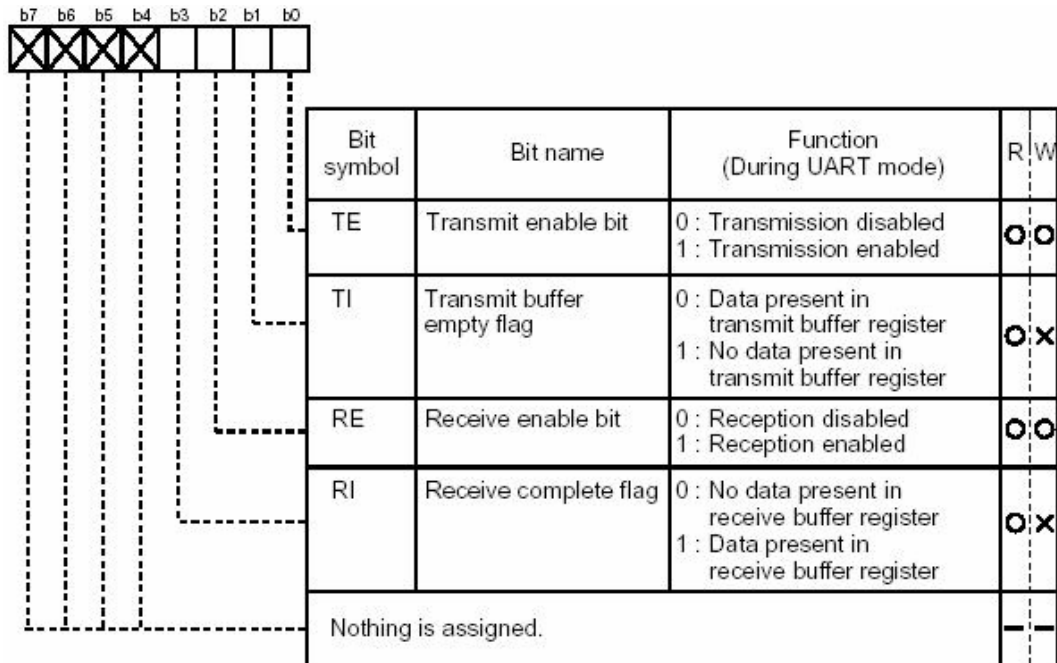 b7 b6 b5 b4 b3 b2 b1 b0
Bit symbol
Bit name
Function
(During UART mode)
R W
TE
Transmit enable bit
0 : Transmission disabled
1 : Transmission enabled
TI
Transmit buffer
empty flag
0 : Data present in
transmit buffer register
1 : No data present in
transmit buffer register
RE
Receive enable bit
0 : Reception disabled
1 : Reception enabled
RI
Receive complete flag
0 : No data present in
receive buffer register
1 : Data present in
receive buffer register
Nothing is assigned.